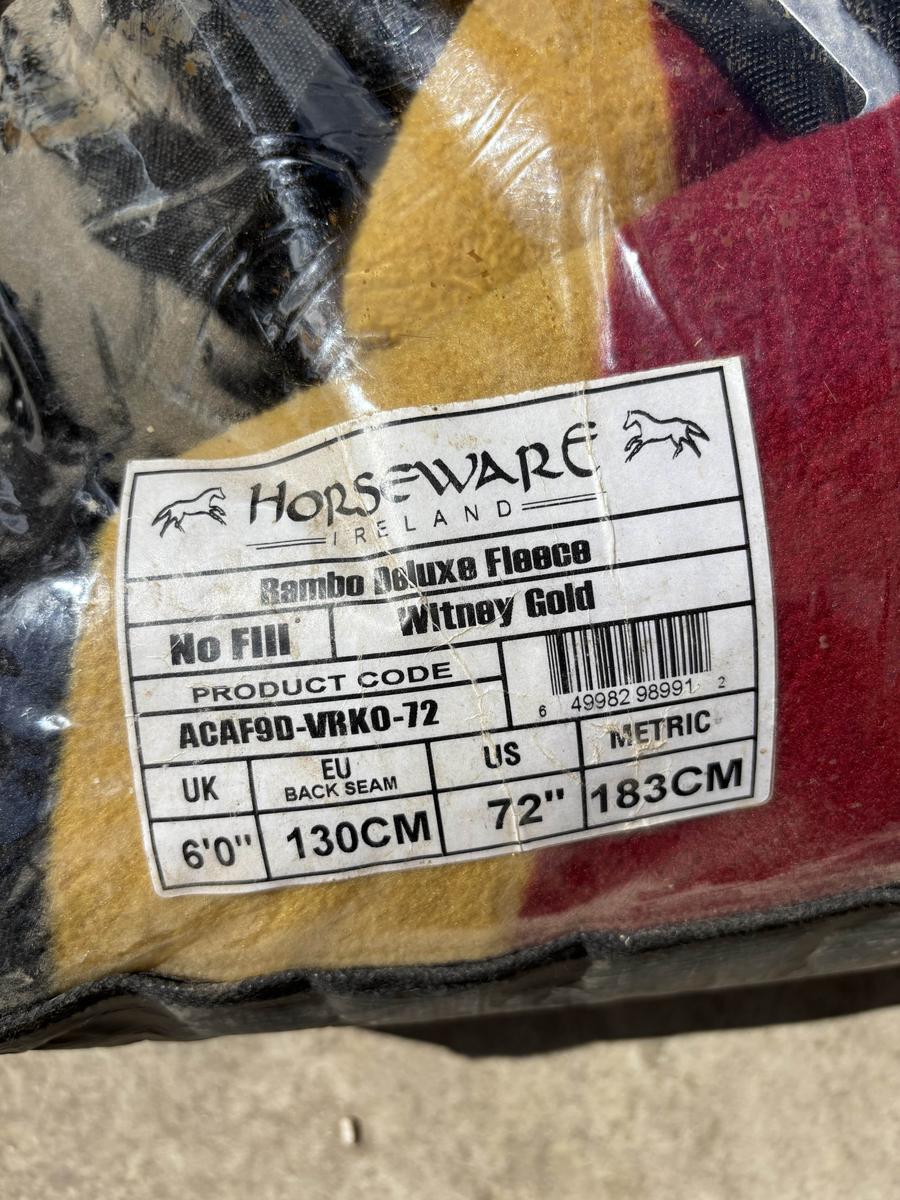 HORSEWARE
IRELAND
Rambo Deluxe Fleece
No Fill
Witney Gold
PRODUCT CODE
ACAF9D-VRK0-72
6 49982 98991 2
UK
EU
BACK SEAM
US
METRIC
6'0"
130CM
72"
183CM